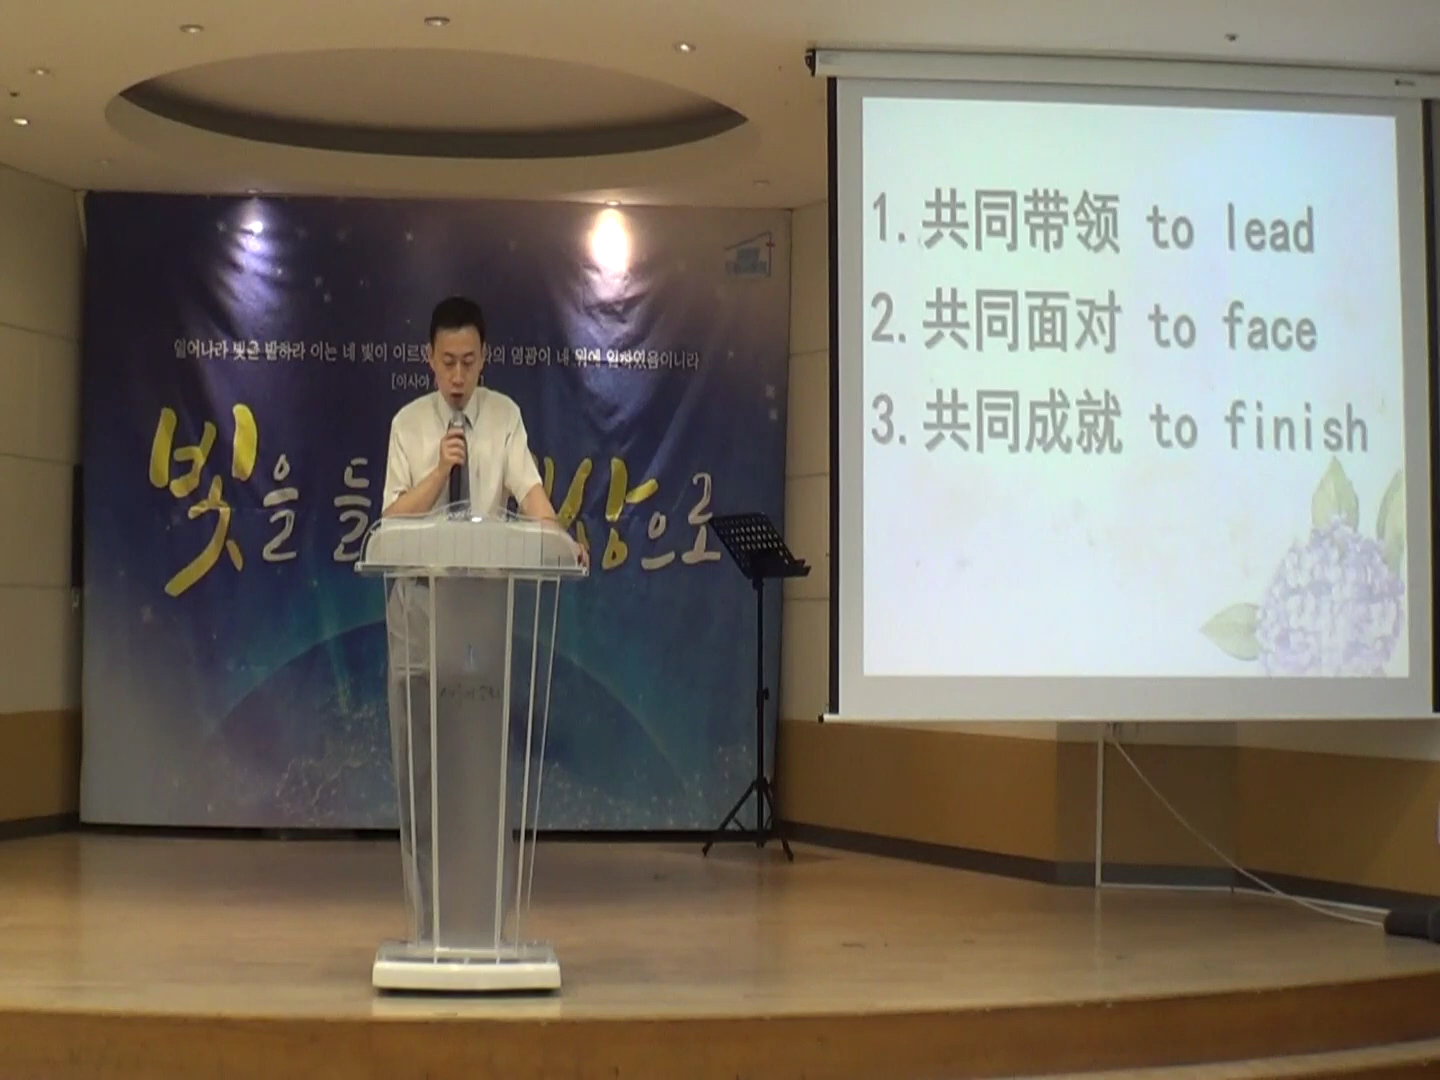 일어나라 빛을 발하라 이는 네 빛이 이르렀 의 영광이 네 위에 임하였음이니라
[이사야
빛을 들 상으로
1.共同带领 to lead
2.共同面对 to face
3.共同成就 to finish